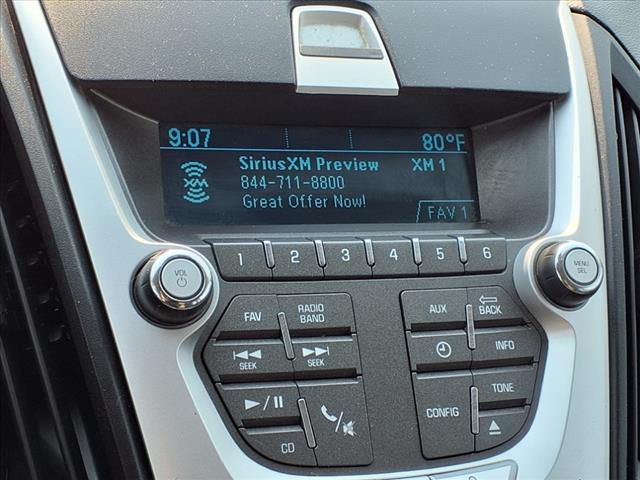 9:07 80°F
SiriusXM Preview XM 1
XM
844-711-8800
Great Offer Now!
FAV 1
1 2 3 4 5 6
VOL
MENU
SEL
FAV
RADIO
BAND
AUX
BACK
SEEK
SEEK
INFO
CD
CONFIG
TONE